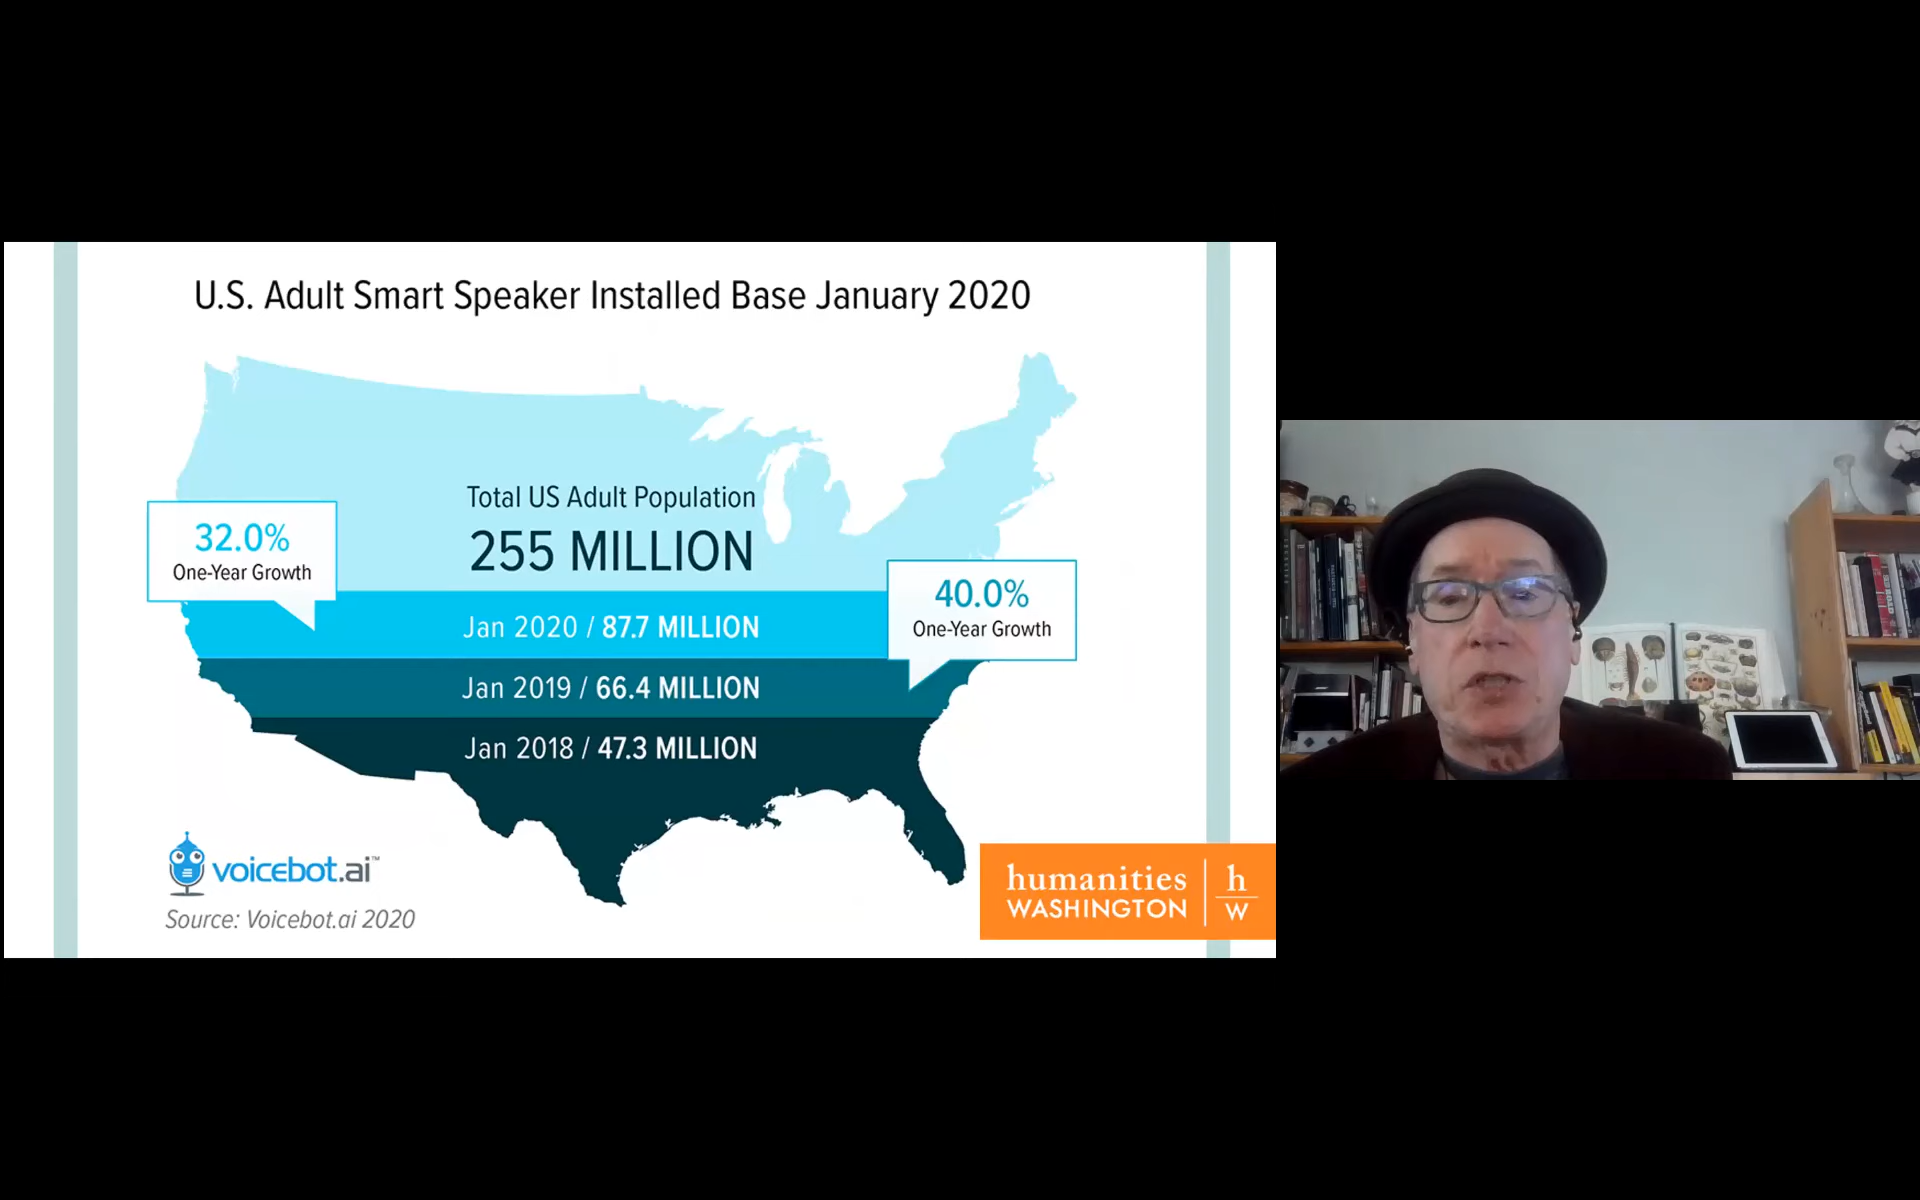 U.S. Adult Smart Speaker Installed Base January 2020
Total US Adult Population
255 MILLION
32.0%
One-Year Growth
40.0%
One-Year Growth
Jan 2020 / 87.7 MILLION
Jan 2019 / 66.4 MILLION
Jan 2018 / 47.3 MILLION
voicebot.ai™
Source: Voicebot.ai 2020
humanities
WASHINGTON
h
w